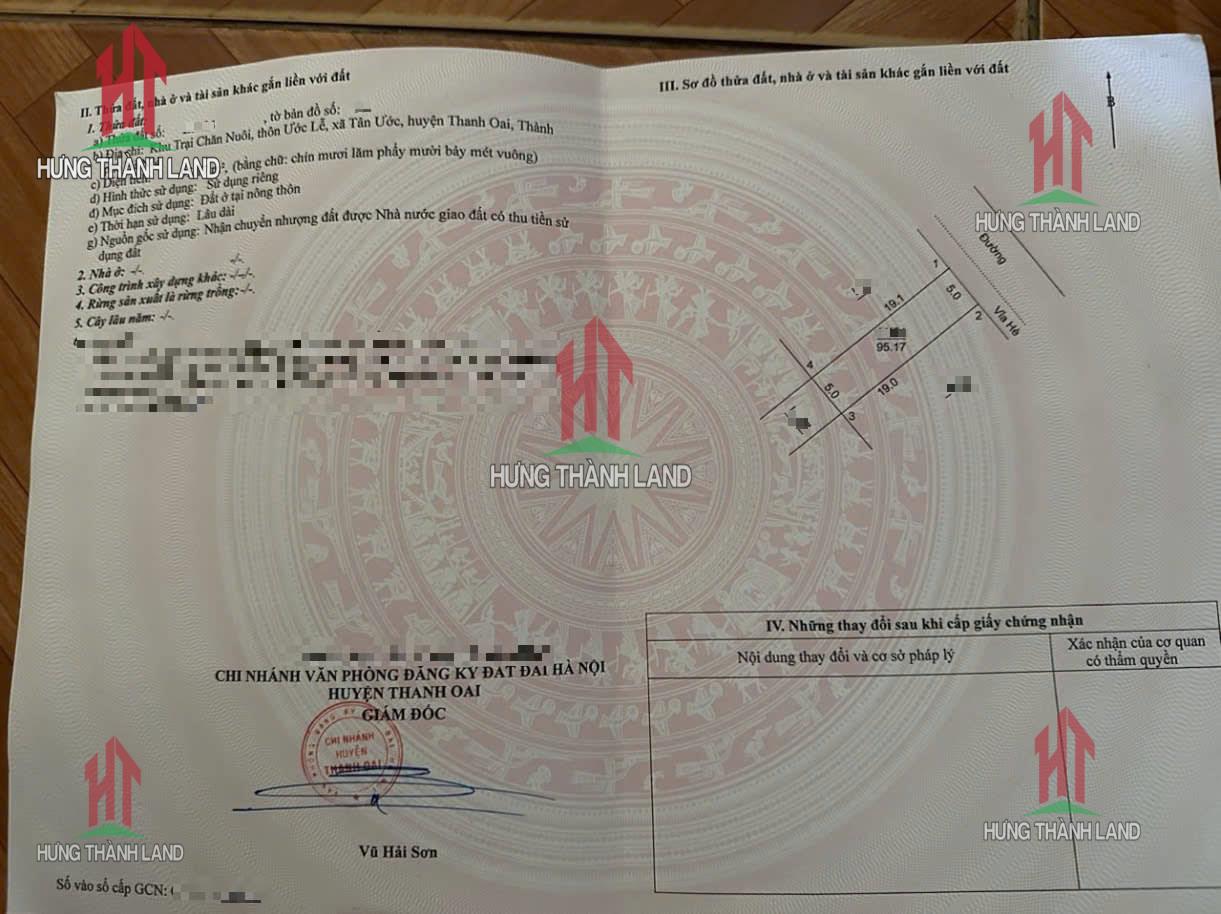 II. Thửa đất, nhà ở và tài sản khác gắn liền với đất
1. Thửa đất:
a) Thửa đất số: , tờ bản đồ số:
b) Địa chỉ: Khu Trại Chăn Nuôi, thôn Ước Lễ, xã Tân Ước, huyện Thanh Oai, Thành
c) Diện tích: , (bằng chữ: chín mươi lăm phẩy mười bảy mét vuông)
d) Hình thức sử dụng: Sử dụng riêng
đ) Mục đích sử dụng: Đất ở tại nông thôn
e) Thời hạn sử dụng: Lâu dài
g) Nguồn gốc sử dụng: Nhận chuyển nhượng đất được Nhà nước giao đất có thu tiền sử
dụng đất
2. Nhà ở: -/-.
3. Công trình xây dựng khác: -/-/-.
4. Rừng sản xuất là rừng trồng: -/-.
5. Cây lâu năm: -/-.
CHI NHÁNH VĂN PHÒNG ĐĂNG KÝ ĐẤT ĐAI HÀ NỘI
HUYỆN THANH OAI
GIÁM ĐỐC
CHI NHÁNH
HUYỆN
THANH OAI
Vũ Hải Sơn
Số vào sổ cấp GCN:
III. Sơ đồ thửa đất, nhà ở và tài sản khác gắn liền với đất
B
Đường
Vỉa Hè
1
5.0
2
19.1
95.17
4
5.0
19.0
3
IV. Những thay đổi sau khi cấp giấy chứng nhận
Nội dung thay đổi và cơ sở pháp lý
Xác nhận của cơ quan
có thẩm quyền
HƯNG THÀNH LAND
HƯNG THÀNH LAND
HƯNG THÀNH LAND
HƯNG THÀNH LAND
HƯNG THÀNH LAND